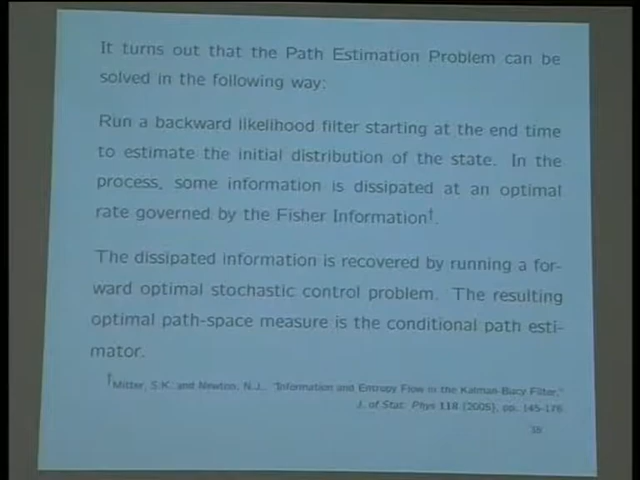 It turns out that the Path Estimation Problem can be
solved in the following way:
Run a backward likelihood filter starting at the end time
to estimate the initial distribution of the state. In the
process, some information is dissipated at an optimal
rate governed by the Fisher Information†.
The dissipated information is recovered by running a for-
ward optimal stochastic control problem. The resulting
optimal path-space measure is the conditional path esti-
mator.
†Mitter, S.K. and Newton, N.J., "Information and Entropy Flow in the Kalman-Bucy Filter,"
J. of Stat. Phys 118 (2005), pp. 145-176